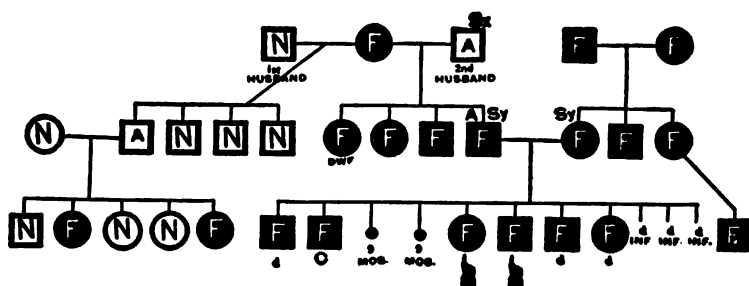 Sx
N F A F F
1st 2nd
HUSBAND HUSBAND
A Sy Sy
N A N N N F F F F F F F
DWF
N F N N F F F F F F F d d d F
INF. INF. INF.
d 9 9 d d
MOS. MOS.